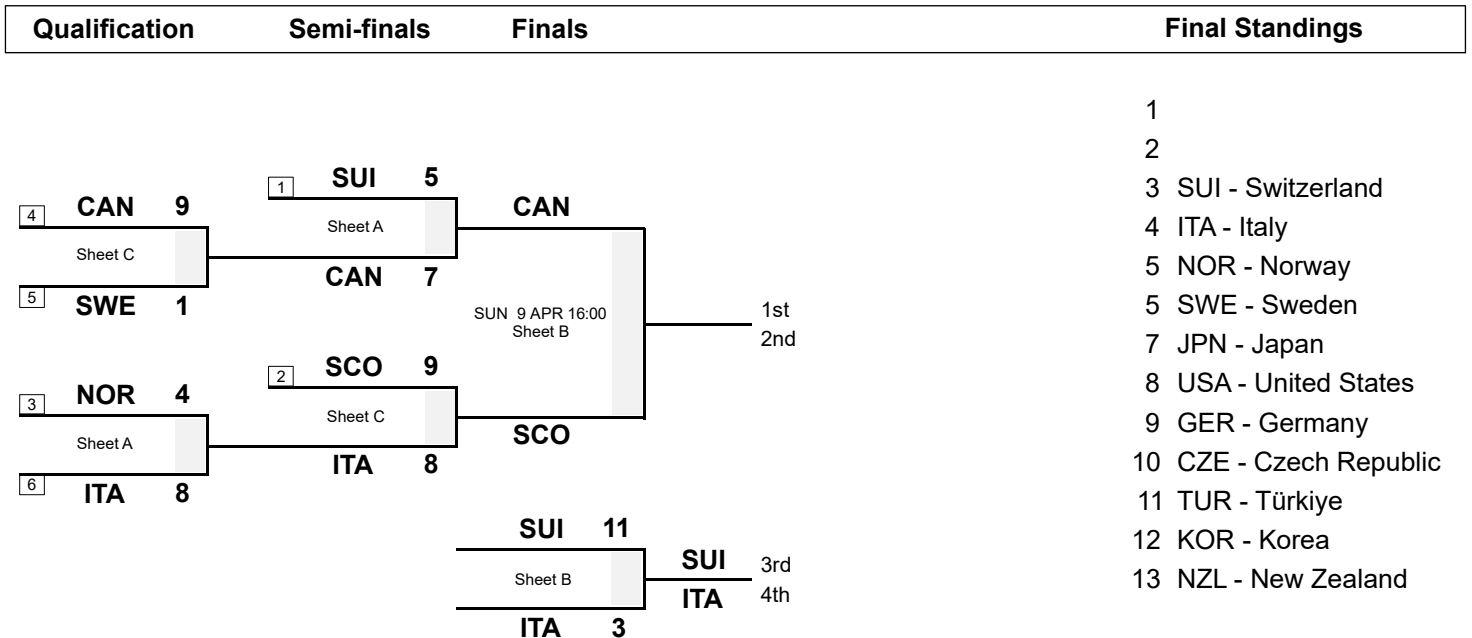 Qualification Semi-finals Finals Final Standings
4 CAN 9
Sheet C
5 SWE 1
3 NOR 4
Sheet A
6 ITA 8
1 SUI 5
Sheet A
CAN 7
2 SCO 9
Sheet C
ITA 8
CAN
SUN 9 APR 16:00
Sheet B
SCO
1st
2nd
SUI 11
Sheet B
ITA 3
SUI 3rd
ITA 4th
1
2
3 SUI - Switzerland
4 ITA - Italy
5 NOR - Norway
5 SWE - Sweden
7 JPN - Japan
8 USA - United States
9 GER - Germany
10 CZE - Czech Republic
11 TUR - Türkiye
12 KOR - Korea
13 NZL - New Zealand